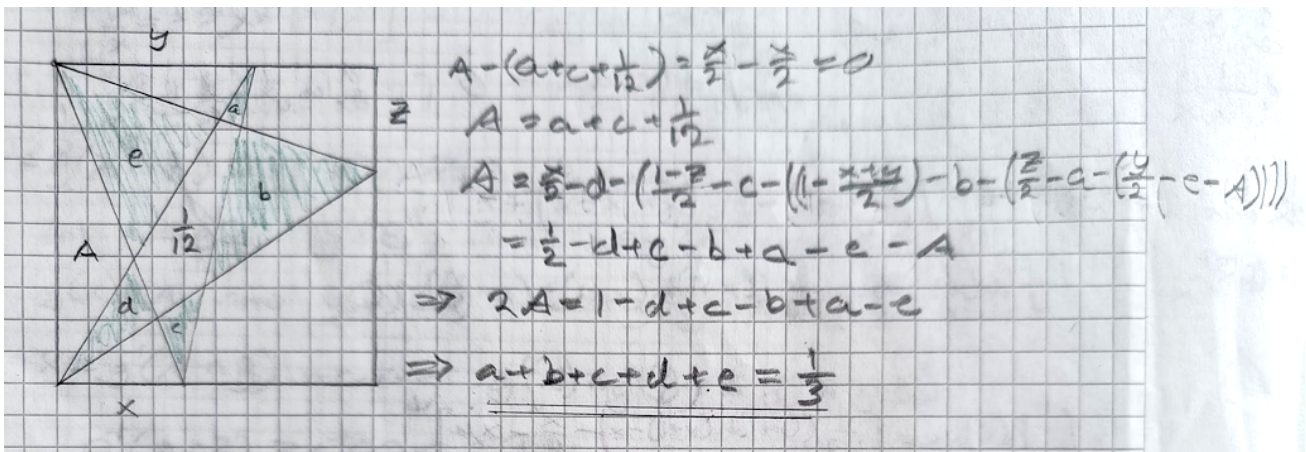 y
z
a
e
b
1/12
A
d
c
x
A - (a+c+1/12) = x/2 - x/2 = 0
A = a+c+1/12
A = x/2 - d - (1-z/2 - c - ((1 - x+y/2) - b - (z/2 - a - (y/2 - e - A))))
= 1/2 - d + c - b + a - e - A
⇒ 2A = 1 - d + c - b + a - e
⇒ a+b+c+d+e = 1/3